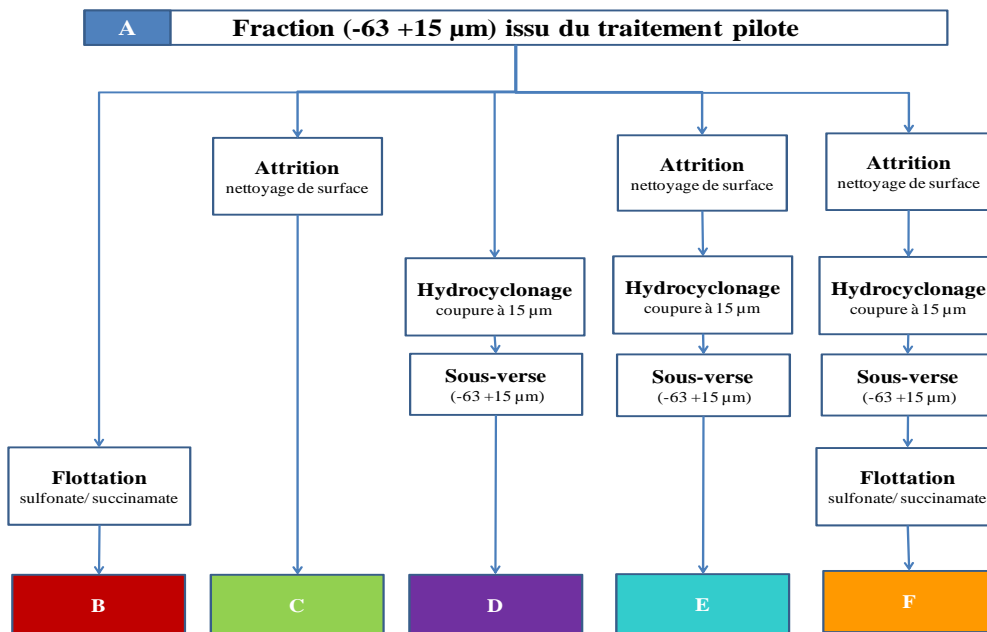 A
Fraction (-63 +15 µm) issu du traitement pilote
Attrition
nettoyage de surface
Attrition
nettoyage de surface
Attrition
nettoyage de surface
Hydrocyclonage
coupure à 15 µm
Hydrocyclonage
coupure à 15 µm
Hydrocyclonage
coupure à 15 µm
Sous-verse
(-63 +15 µm)
Sous-verse
(-63 +15 µm)
Sous-verse
(-63 +15 µm)
Flottation
sulfonate/ succinamate
Flottation
sulfonate/ succinamate
B
C
D
E
F